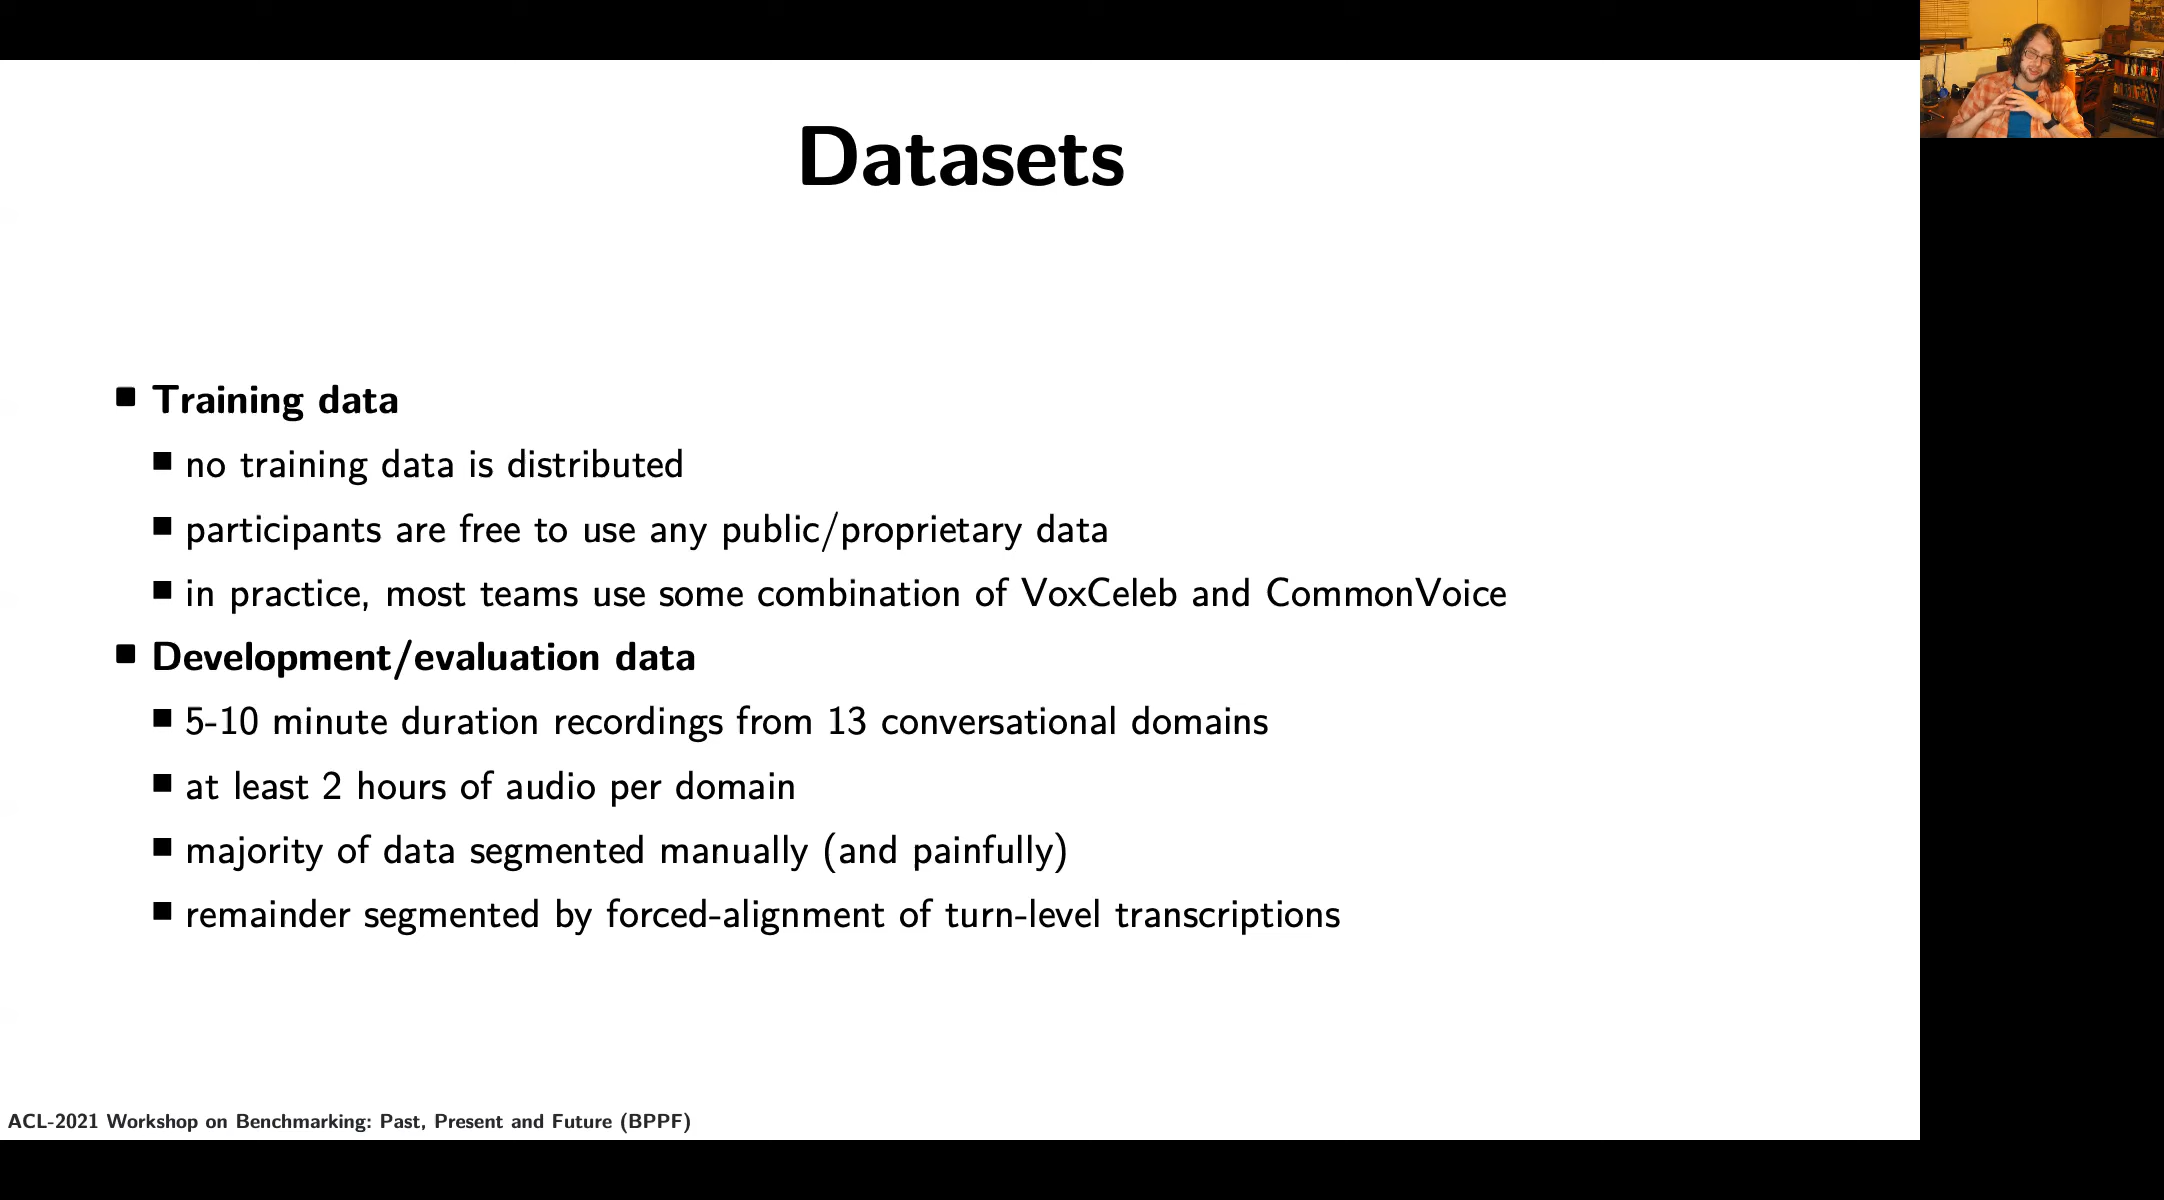 Datasets
Training data
no training data is distributed
participants are free to use any public/proprietary data
in practice, most teams use some combination of VoxCeleb and CommonVoice
Development/evaluation data
5-10 minute duration recordings from 13 conversational domains
at least 2 hours of audio per domain
majority of data segmented manually (and painfully)
remainder segmented by forced-alignment of turn-level transcriptions
ACL-2021 Workshop on Benchmarking: Past, Present and Future (BPPF)